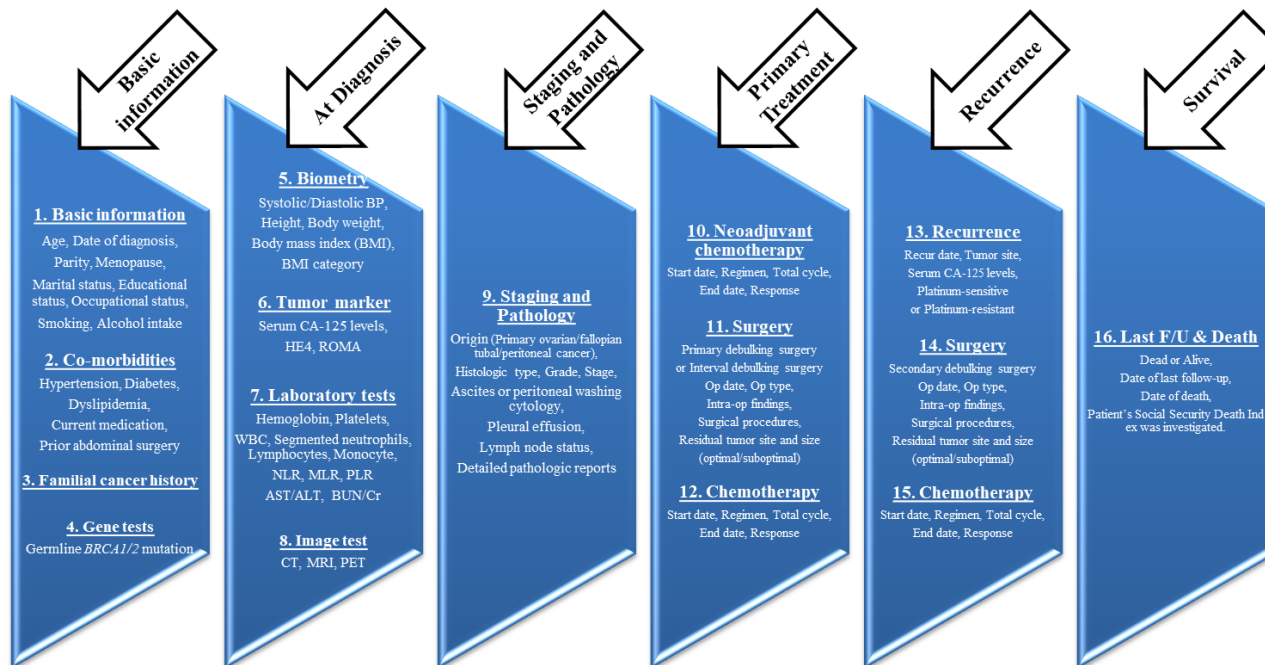 Basic
information
1. Basic information
Age, Date of diagnosis,
Parity, Menopause,
Marital status, Educational
status, Occupational status,
Smoking, Alcohol intake
2. Co-morbidities
Hypertension, Diabetes,
Dyslipidemia,
Current medication,
Prior abdominal surgery
3. Familial cancer history
4. Gene tests
Germline BRCA1/2 mutation
At Diagnosis
5. Biometry
Systolic/Diastolic BP,
Height, Body weight,
Body mass index (BMI),
BMI category
6. Tumor marker
Serum CA-125 levels,
HE4, ROMA
7. Laboratory tests
Hemoglobin, Platelets,
WBC, Segmented neutrophils,
Lymphocytes, Monocyte,
NLR, MLR, PLR
AST/ALT, BUN/Cr
8. Image test
CT, MRI, PET
Staging and
Pathology
9. Staging and
Pathology
Origin (Primary ovarian/fallopian
tubal/peritoneal cancer),
Histologic type, Grade, Stage,
Ascites or peritoneal washing
cytology,
Pleural effusion,
Lymph node status,
Detailed pathologic reports
Primary
Treatment
10. Neoadjuvant
chemotherapy
Start date, Regimen, Total cycle,
End date, Response
11. Surgery
Primary debulking surgery
or Interval debulking surgery
Op date, Op type,
Intra-op findings,
Surgical procedures,
Residual tumor site and size
(optimal/suboptimal)
12. Chemotherapy
Start date, Regimen, Total cycle,
End date, Response
Recurrence
13. Recurrence
Recur date, Tumor site,
Serum CA-125 levels,
Platinum-sensitive
or Platinum-resistant
14. Surgery
Secondary debulking surgery
Op date, Op type,
Intra-op findings,
Surgical procedures,
Residual tumor site and size
(optimal/suboptimal)
15. Chemotherapy
Start date, Regimen, Total cycle,
End date, Response
Survival
16. Last F/U & Death
Dead or Alive,
Date of last follow-up,
Date of death,
Patient's Social Security Death Ind
ex was investigated.